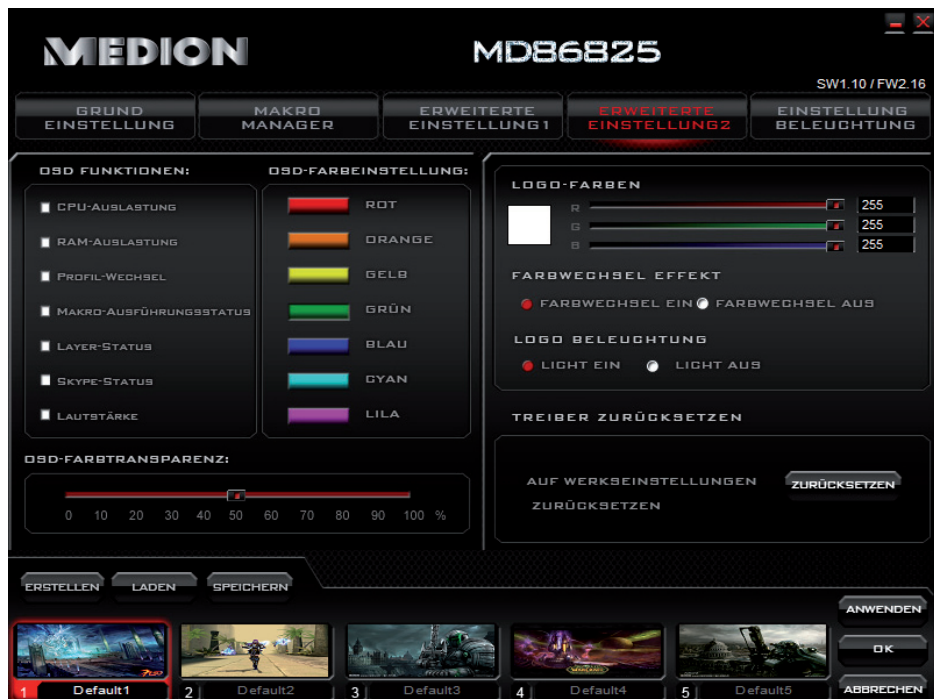 MEDION
MD86825
SW1.10 / FW2.16
GRUND EINSTELLUNG
MAKRO MANAGER
ERWEITERTE EINSTELLUNG1
ERWEITERTE EINSTELLUNG2
EINSTELLUNG BELEUCHTUNG
OSD FUNKTIONEN:
CPU-AUSLASTUNG
RAM-AUSLASTUNG
PROFIL-WECHSEL
MAKRO-AUSFÜHRUNGSSTATUS
LAYER-STATUS
SKYPE-STATUS
LAUTSTÄRKE
OSD-FARBEINSTELLUNG:
ROT
ORANGE
GELB
GRÜN
BLAU
CYAN
LILA
OSD-FARBTRANSPARENZ:
0 10 20 30 40 50 60 70 80 90 100 %
LOGO-FARBEN
R 255
G 255
B 255
FARBWECHSEL EFFEKT
FARBWECHSEL EIN FARBWECHSEL AUS
LOGO BELEUCHTUNG
LICHT EIN LICHT AUS
TREIBER ZURÜCKSETZEN
AUF WERKSEINSTELLUNGEN
ZURÜCKSETZEN
ZURÜCKSETZEN
ERSTELLEN LADEN SPEICHERN
1 Default1
2 Default2
3 Default3
4 Default4
5 Default5
ANWENDEN
OK
ABBRECHEN